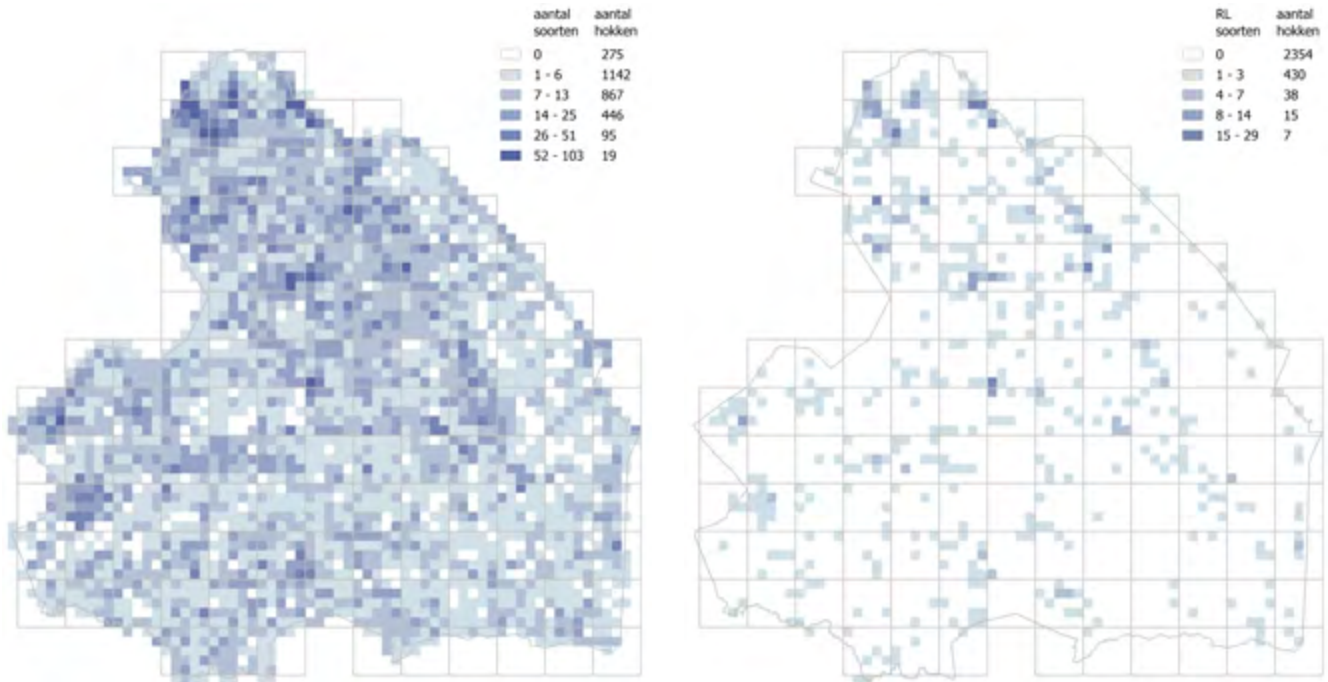 aantal aantal
soorten hokken
0 275
1 - 6 1142
7 - 13 867
14 - 25 446
26 - 51 95
52 - 103 19
RL aantal
soorten hokken
0 2354
1 - 3 430
4 - 7 38
8 - 14 15
15 - 29 7